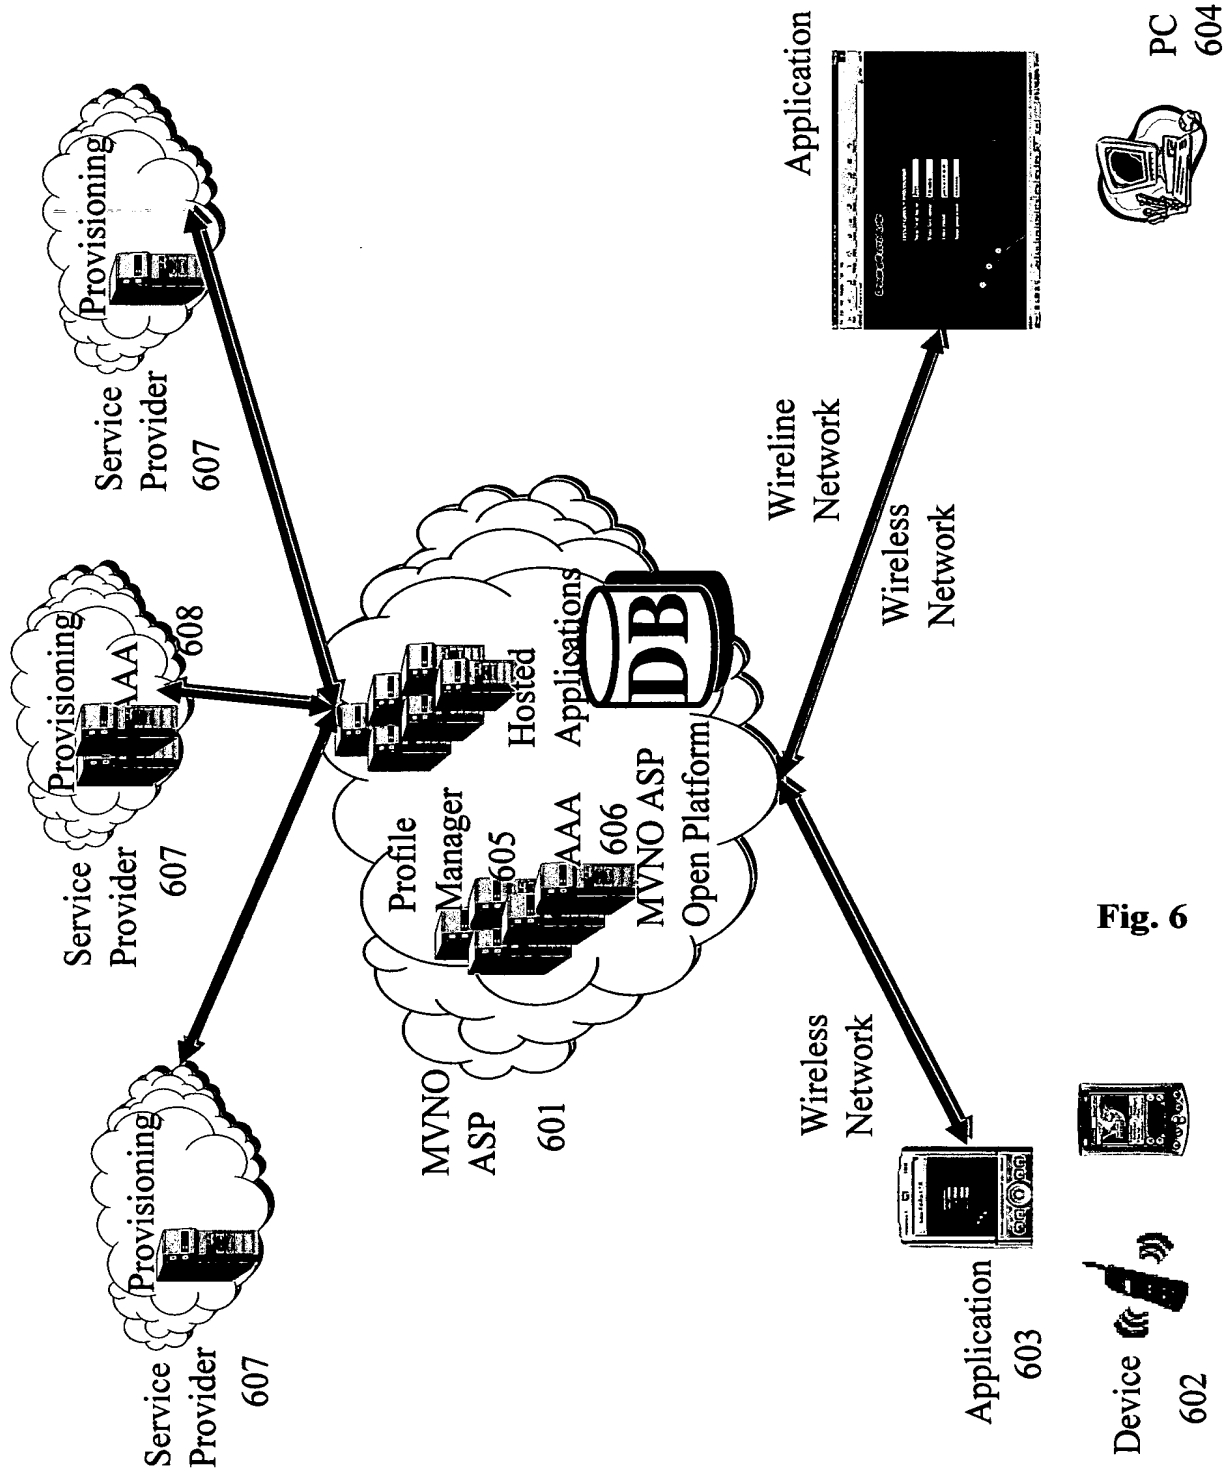 Service
Provider
607
Provisioning
Service
Provider
607
Provisioning
AAA
608
Service
Provider
607
Provisioning
MVNO
ASP
601
Profile
Manager
605
AAA
606
MVNO ASP
Open Platform
Hosted
Applications
DB
Wireless
Network
Wireline
Network
Wireless
Network
Application
603
Application
Device
602
PC
604
Fig. 6